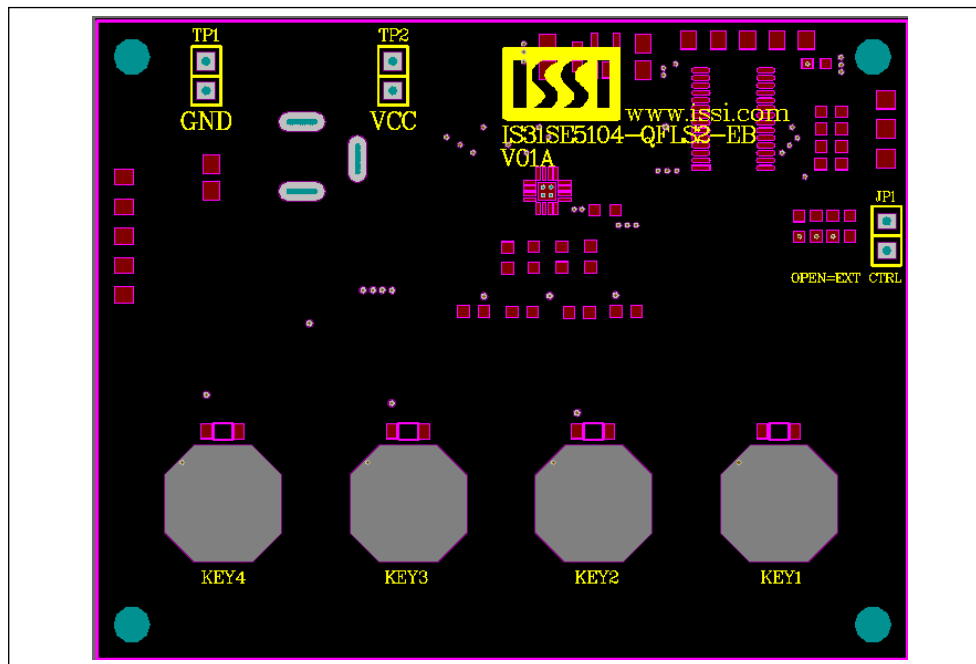 TP1
TP2
GND
VCC
ISSI
www.issi.com
IS31SE5104-QFLS2-EB
V01A
JP1
OPEN=EXT CTRL
KEY4
KEY3
KEY2
KEY1